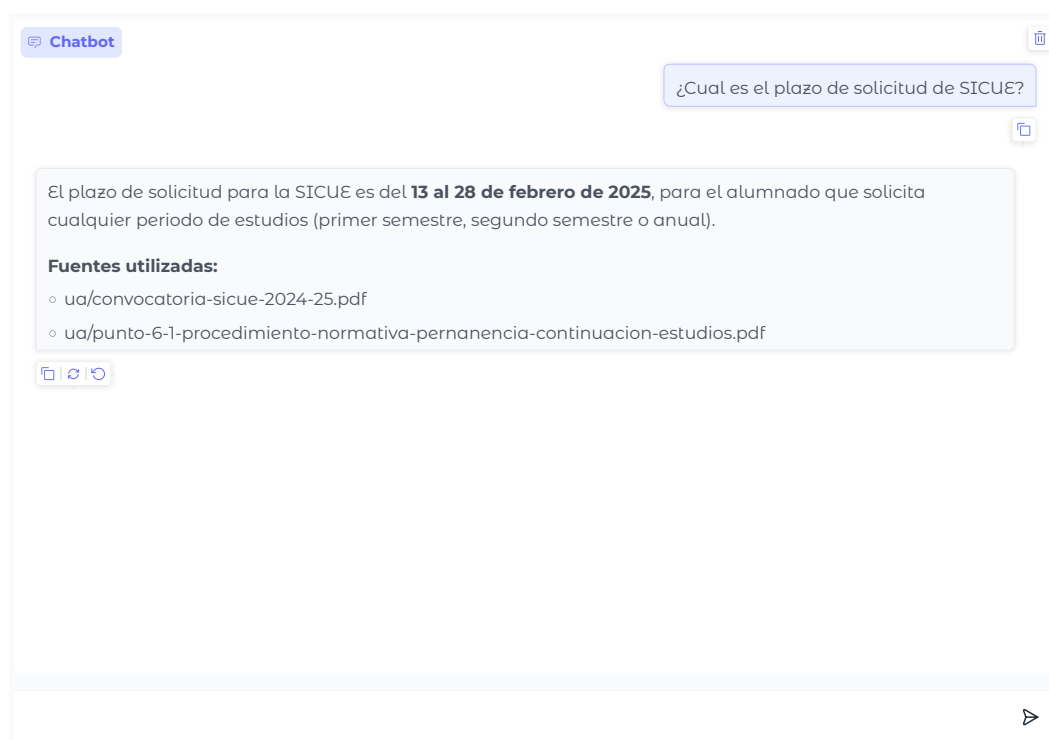 Chatbot
¿Cual es el plazo de solicitud de SICUE?
El plazo de solicitud para la SICUE es del 13 al 28 de febrero de 2025, para el alumnado que solicita
cualquier periodo de estudios (primer semestre, segundo semestre o anual).
Fuentes utilizadas:
ua/convocatoria-sicue-2024-25.pdf
ua/punto-6-1-procedimiento-normativa-pernanencia-continuacion-estudios.pdf